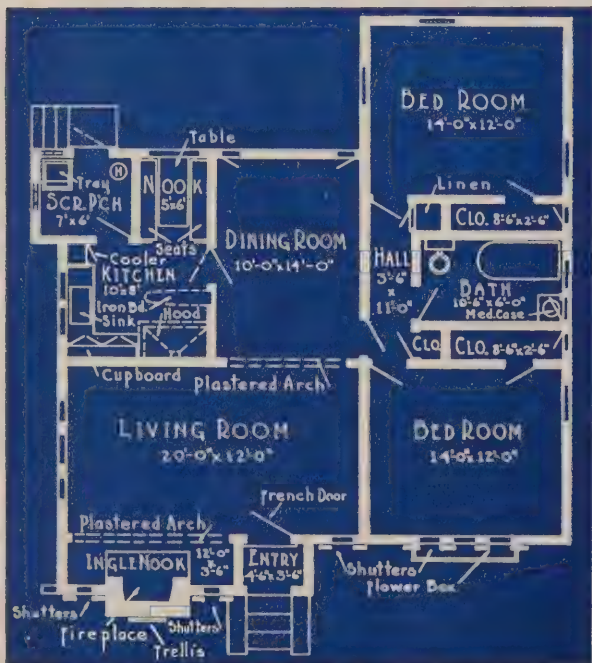 BED ROOM
14'-0"x12'-0"
Table
Tray
H
SCR. P'CH
7'x6'
NOOK
5'x6'
Seats
Linen
CLO. 8'-6"x2'-6"
DINING ROOM
10'-0"x14'-0"
HALL
3'-6"
11'-0"
BATH
10'-6"x6'-0"
Med. Case
Cooler
KITCHEN
10'x8'
Iron Bd.
Sink
Hood
CLO.
CLO. 8'-6"x2'-6"
Cupboard
Plastered Arch
LIVING ROOM
20'-0"x12'-0"
BED ROOM
14'-0"x12'-0"
French Door
Plastered Arch
INGLENOOK
12'-0"
x
3'-6"
ENTRY
4'-6"x3'-6"
Shutters
Flower Box
Shutters
Fireplace
Shutters
Trellis